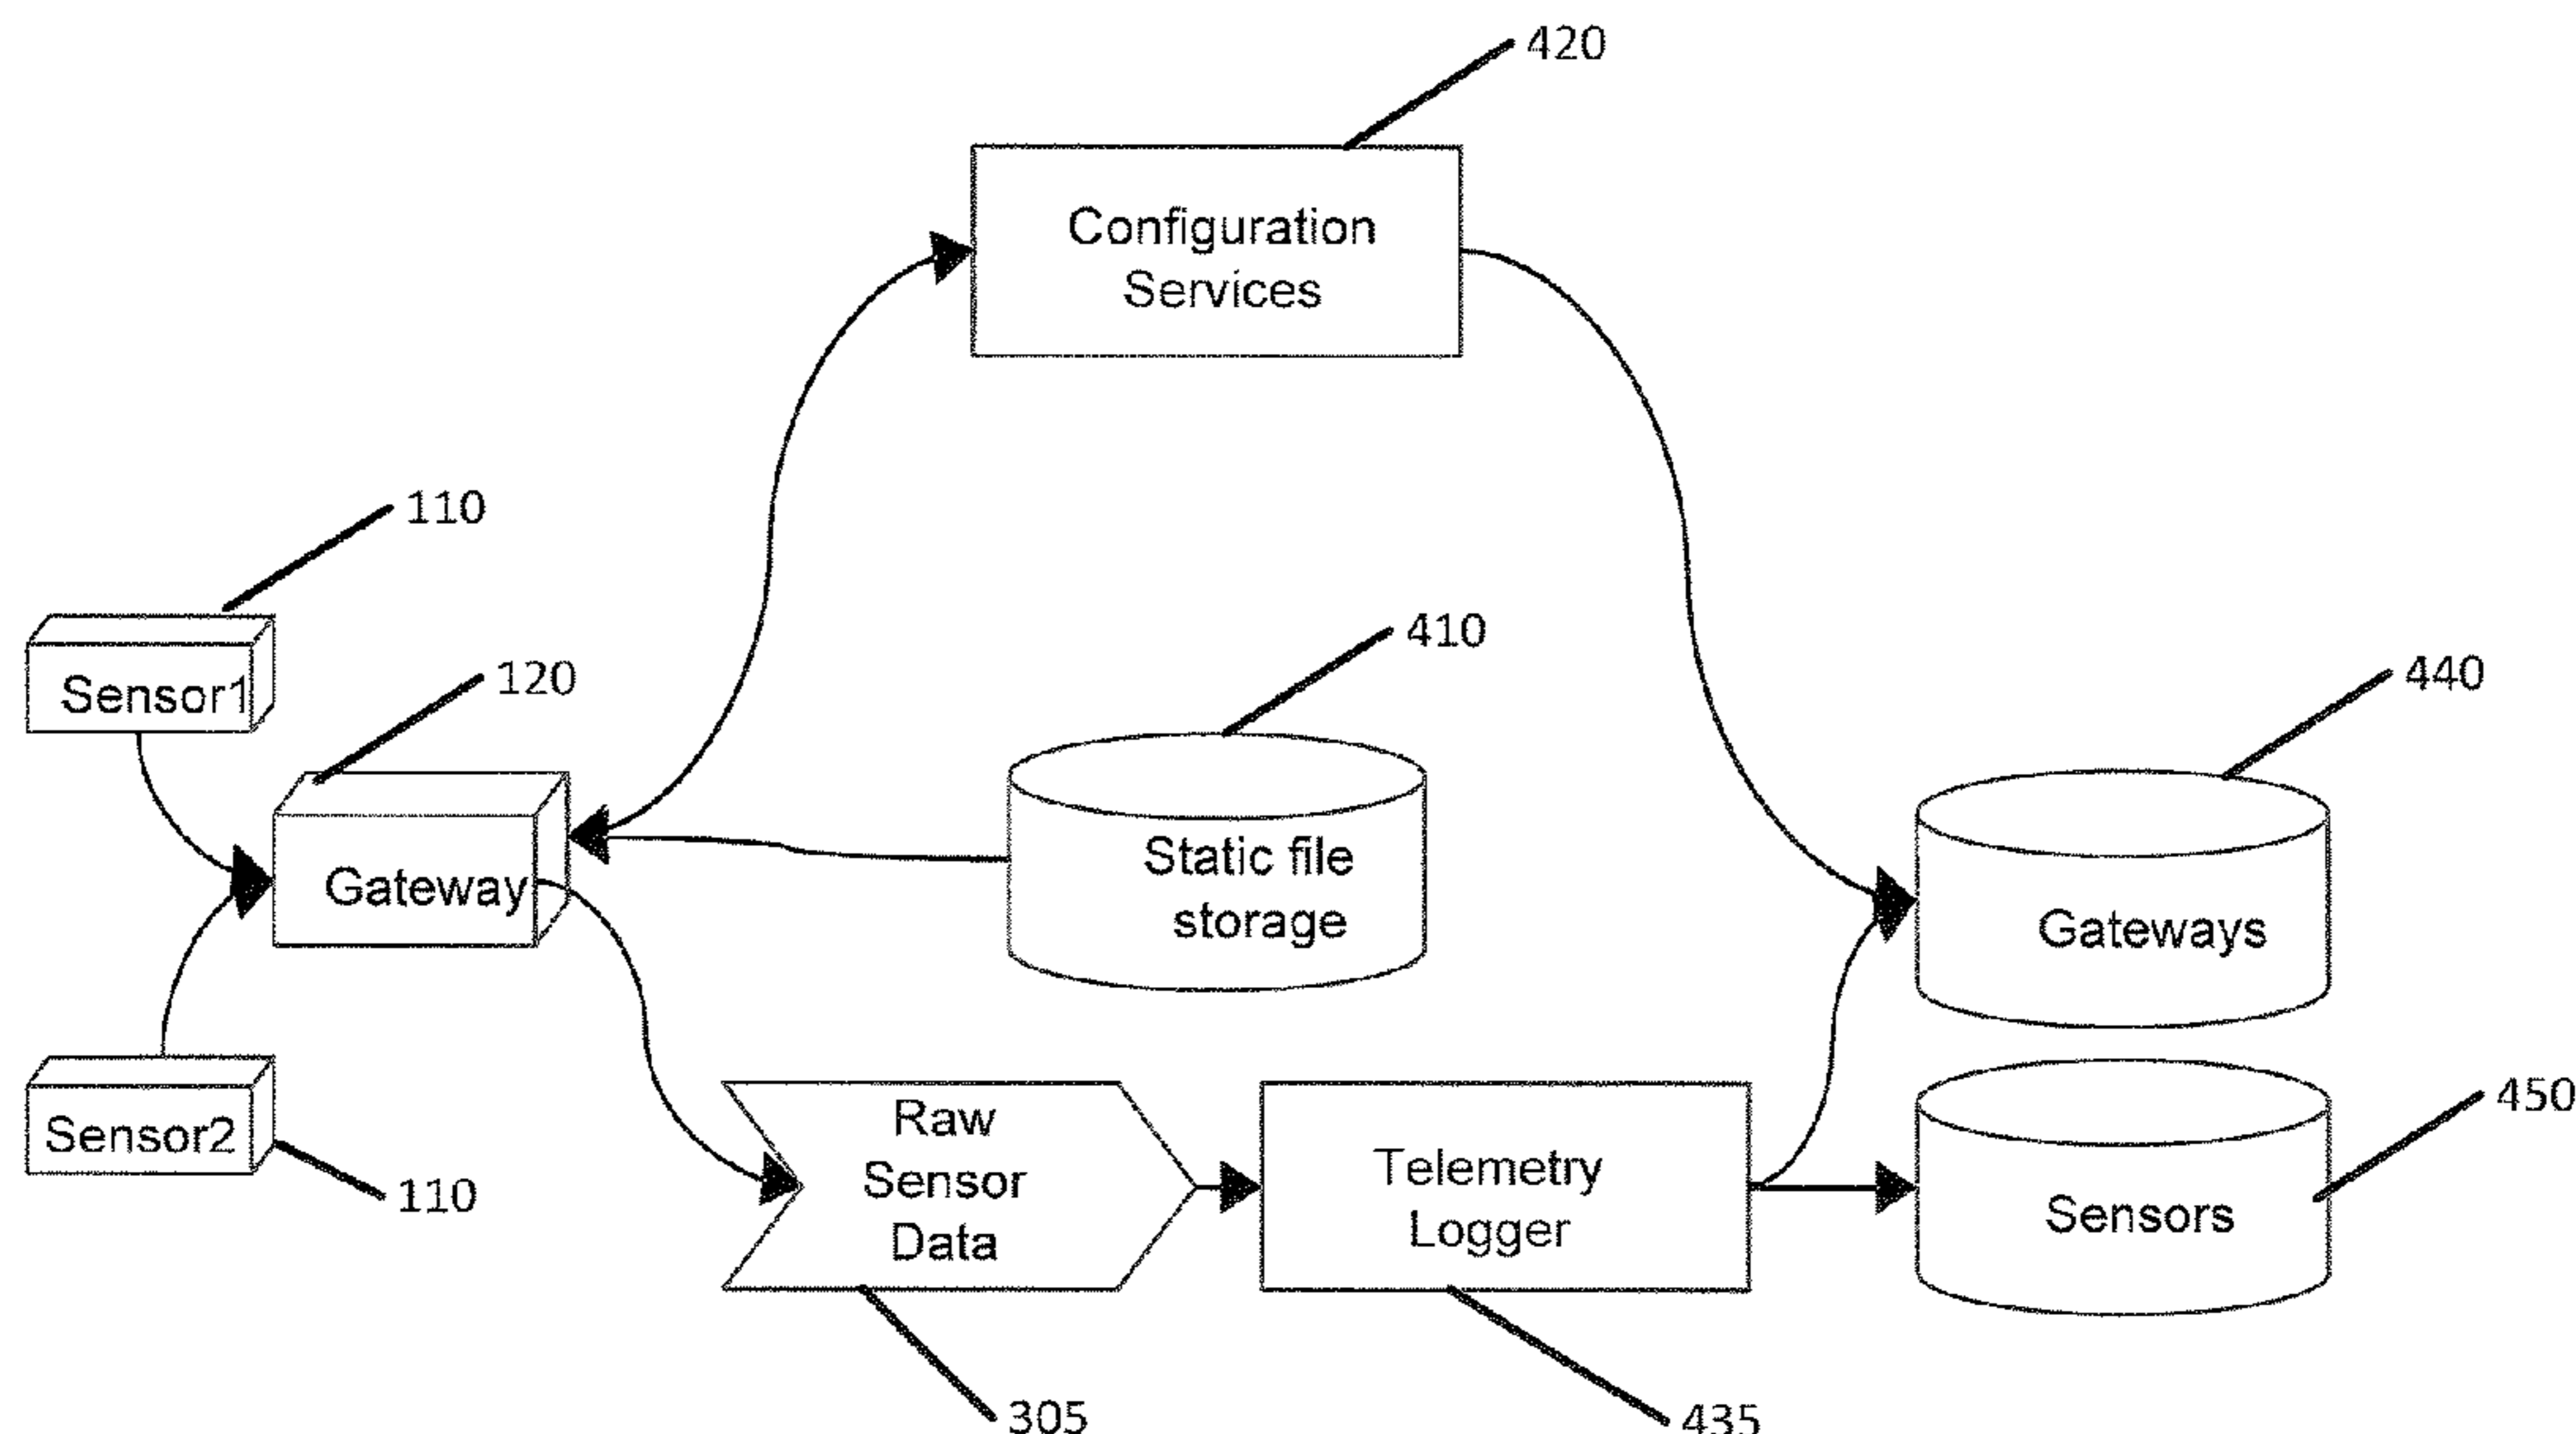 420
Configuration
Services
110
Sensor1
120
Gateway
410
Static file
storage
440
Gateways
Sensor2
110
Raw
Sensor
Data
305
Telemetry
Logger
435
450
Sensors